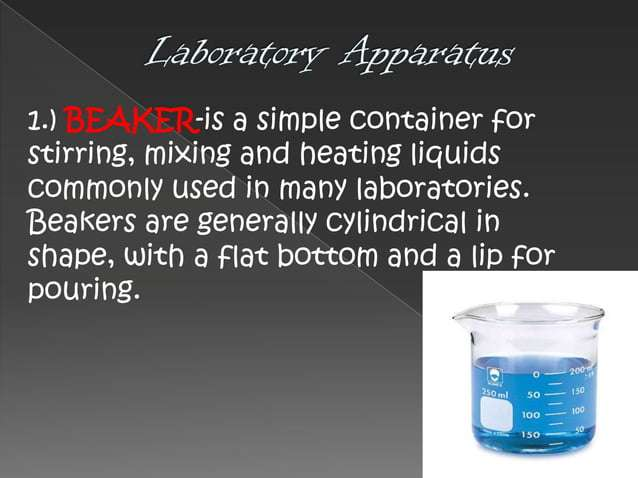 Laboratory Apparatus
1.) BEAKER-is a simple container for
stirring, mixing and heating liquids
commonly used in many laboratories.
Beakers are generally cylindrical in
shape, with a flat bottom and a lip for
pouring.
0 200 ml
250 ml 50 150
100 100
150 50